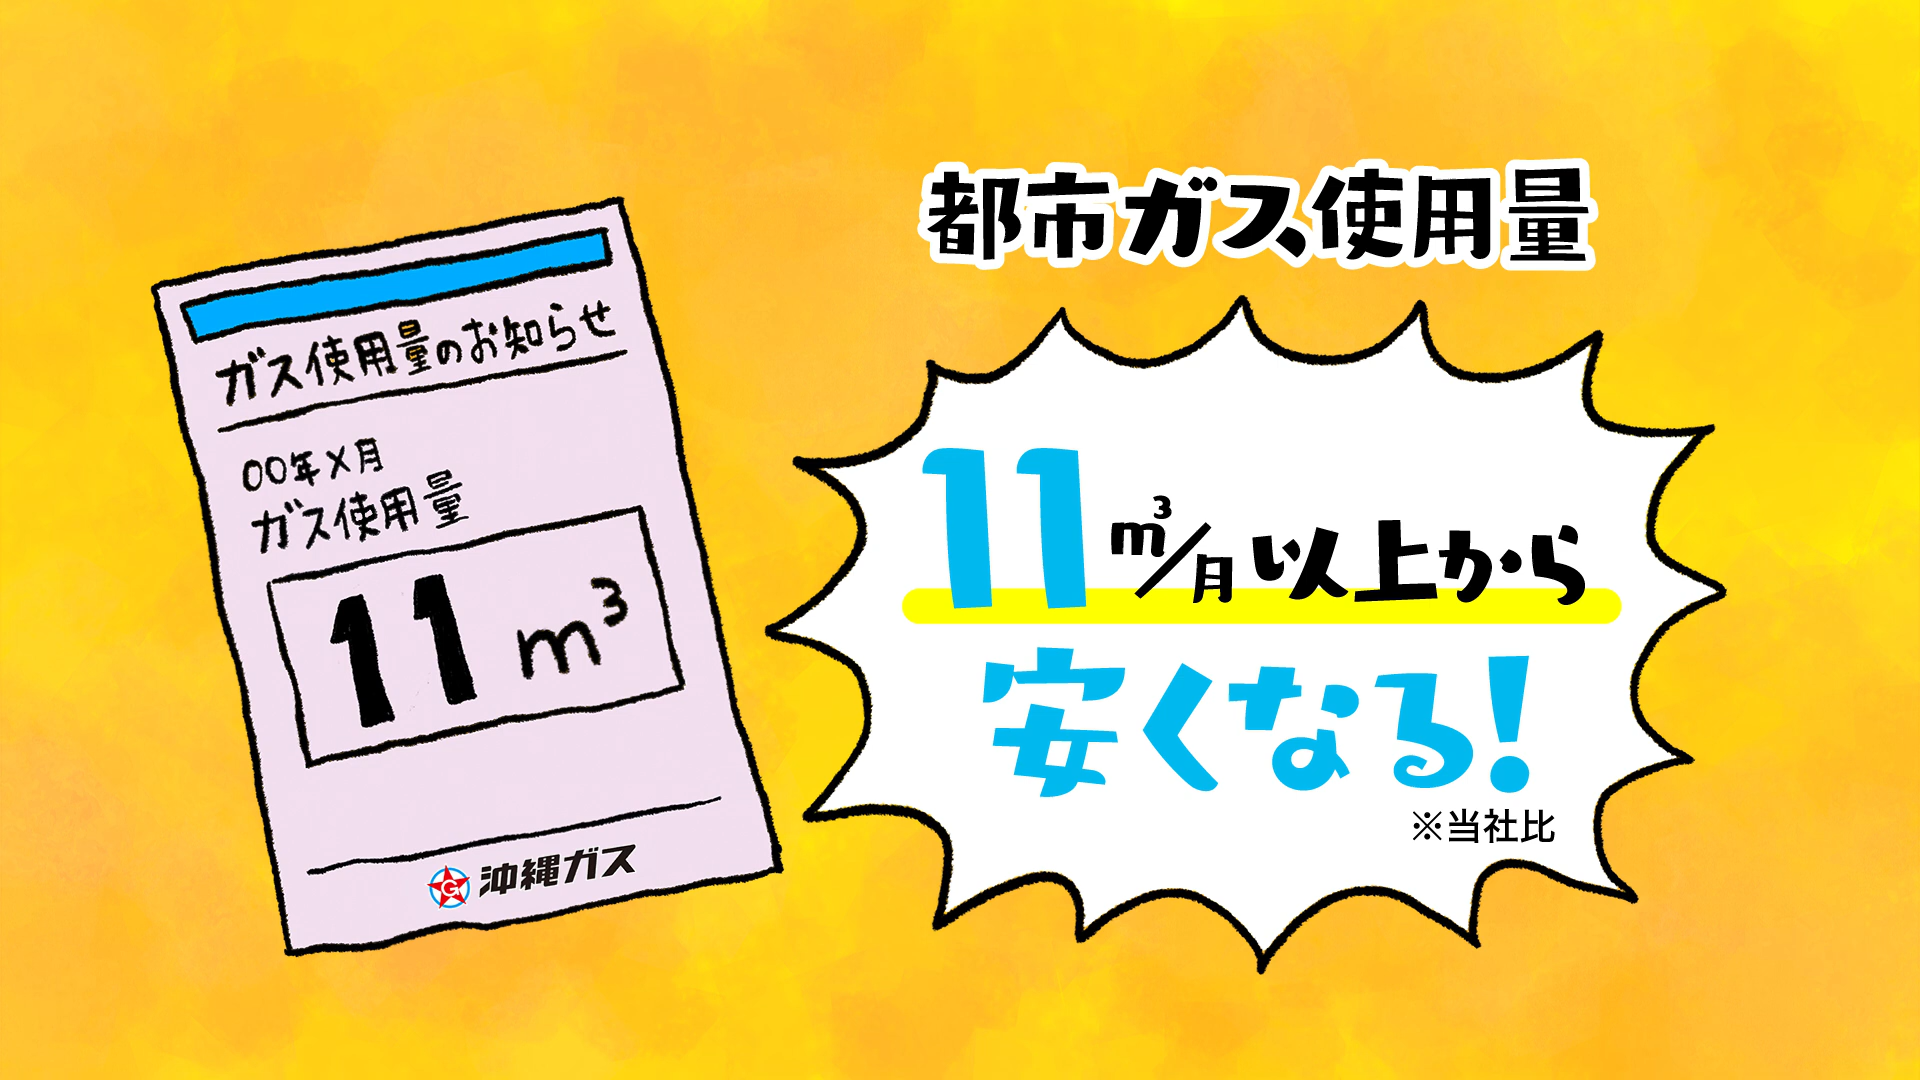 ガス使用量のお知らせ
00年X月
ガス使用量
11m³
G 沖縄ガス
都市ガス使用量
11m³/月以上から
安くなる!
※当社比